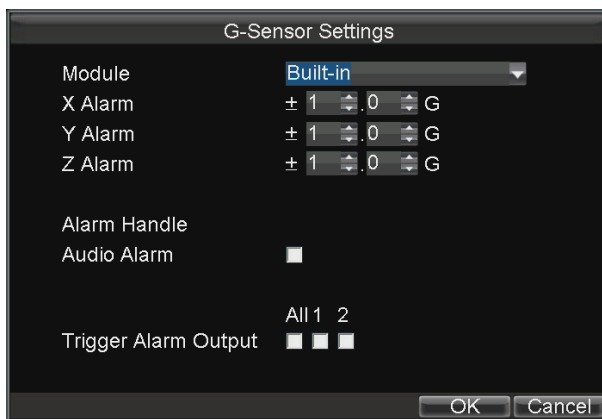 G-Sensor Settings
Module Built-in
X Alarm ± 1 . 0 G
Y Alarm ± 1 . 0 G
Z Alarm ± 1 . 0 G
Alarm Handle
Audio Alarm
All 1 2
Trigger Alarm Output
OK Cancel